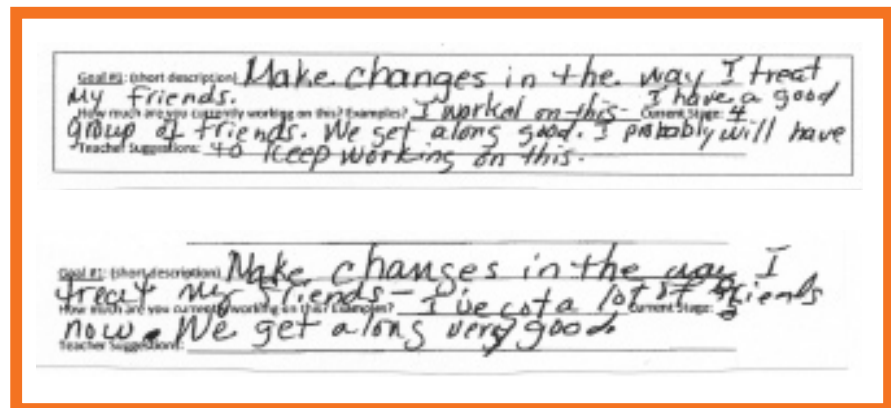 Goal #1: (short description) Make changes in the way I treat
My friends. I have a good
How much are you currently working on this? Examples? I worked on this- Current Stage: 4
group of friends. We get along good. I probably will have
Teacher Suggestions: to keep working on this.
Goal #1: (short description) Make changes in the way I
treat my friends- I've got a lot of friends
How much are you currently working on this? Examples? Current Stage:
now. We get along very good.
Teacher Suggestions: